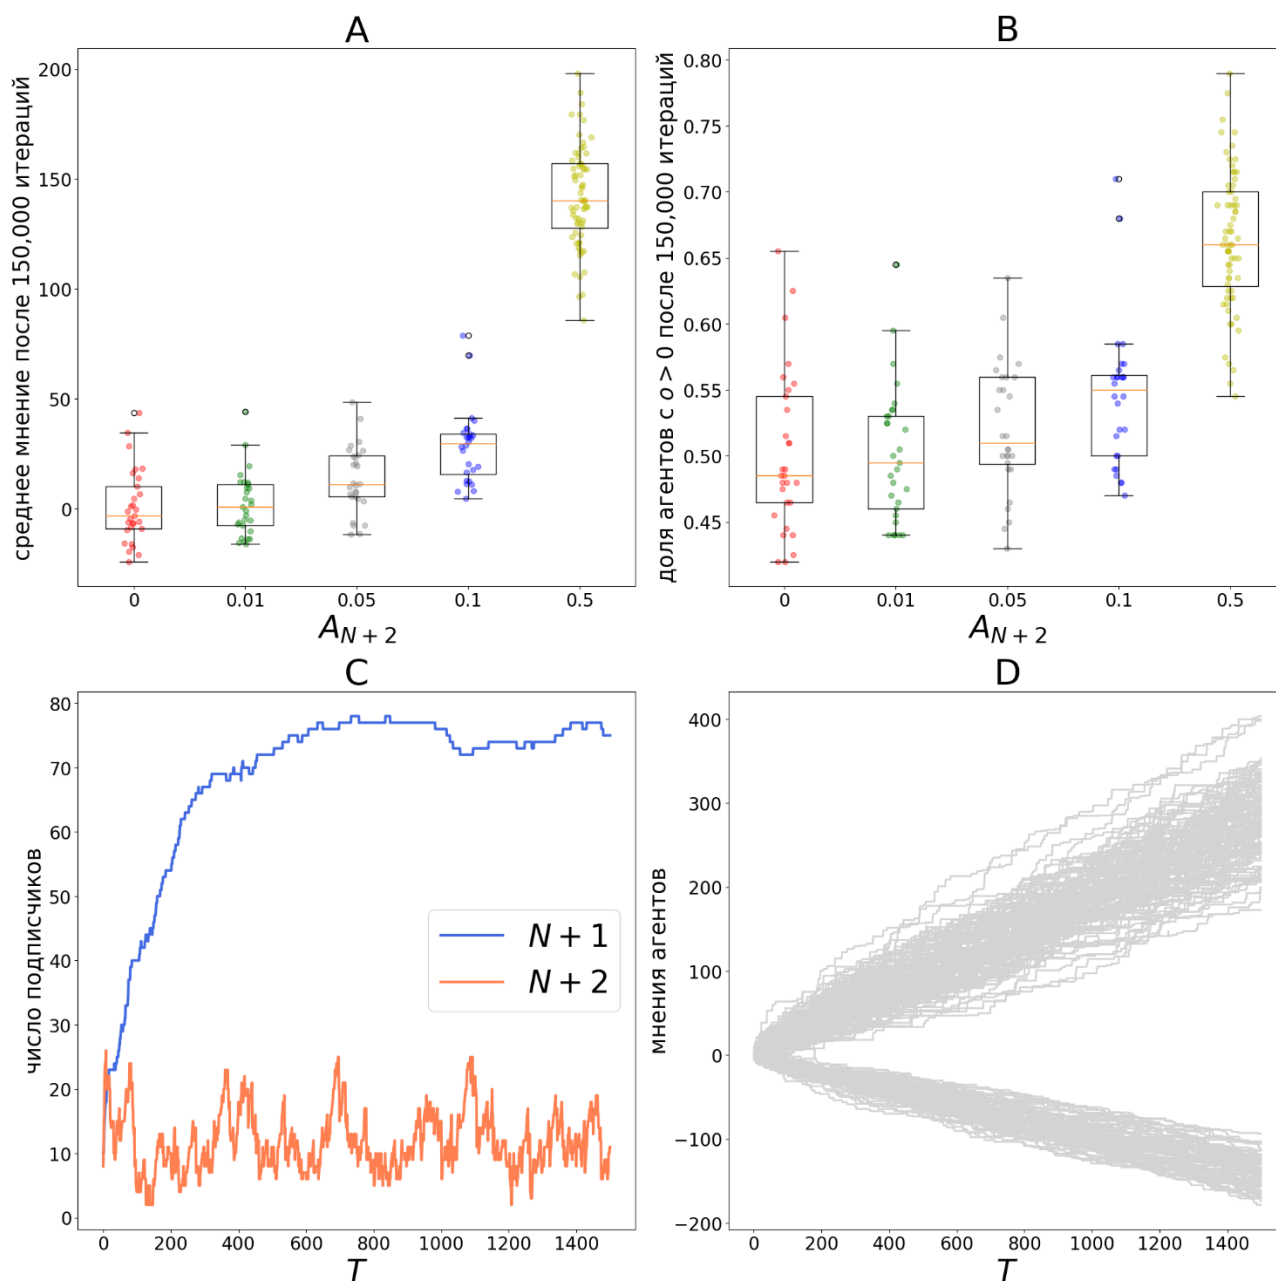 A
среднее мнение после 150,000 итераций
200
150
100
50
0
0 0.01 0.05 0.1 0.5
A_{N+2}
B
доля агентов с o > 0 после 150,000 итераций
0.80
0.75
0.70
0.65
0.60
0.55
0.50
0.45
0 0.01 0.05 0.1 0.5
A_{N+2}
C
число подписчиков
80
70
60
50
40
30
20
10
0
N + 1
N + 2
0 200 400 600 800 1000 1200 1400
T
D
мнения агентов
400
300
200
100
0
−100
−200
0 200 400 600 800 1000 1200 1400
T